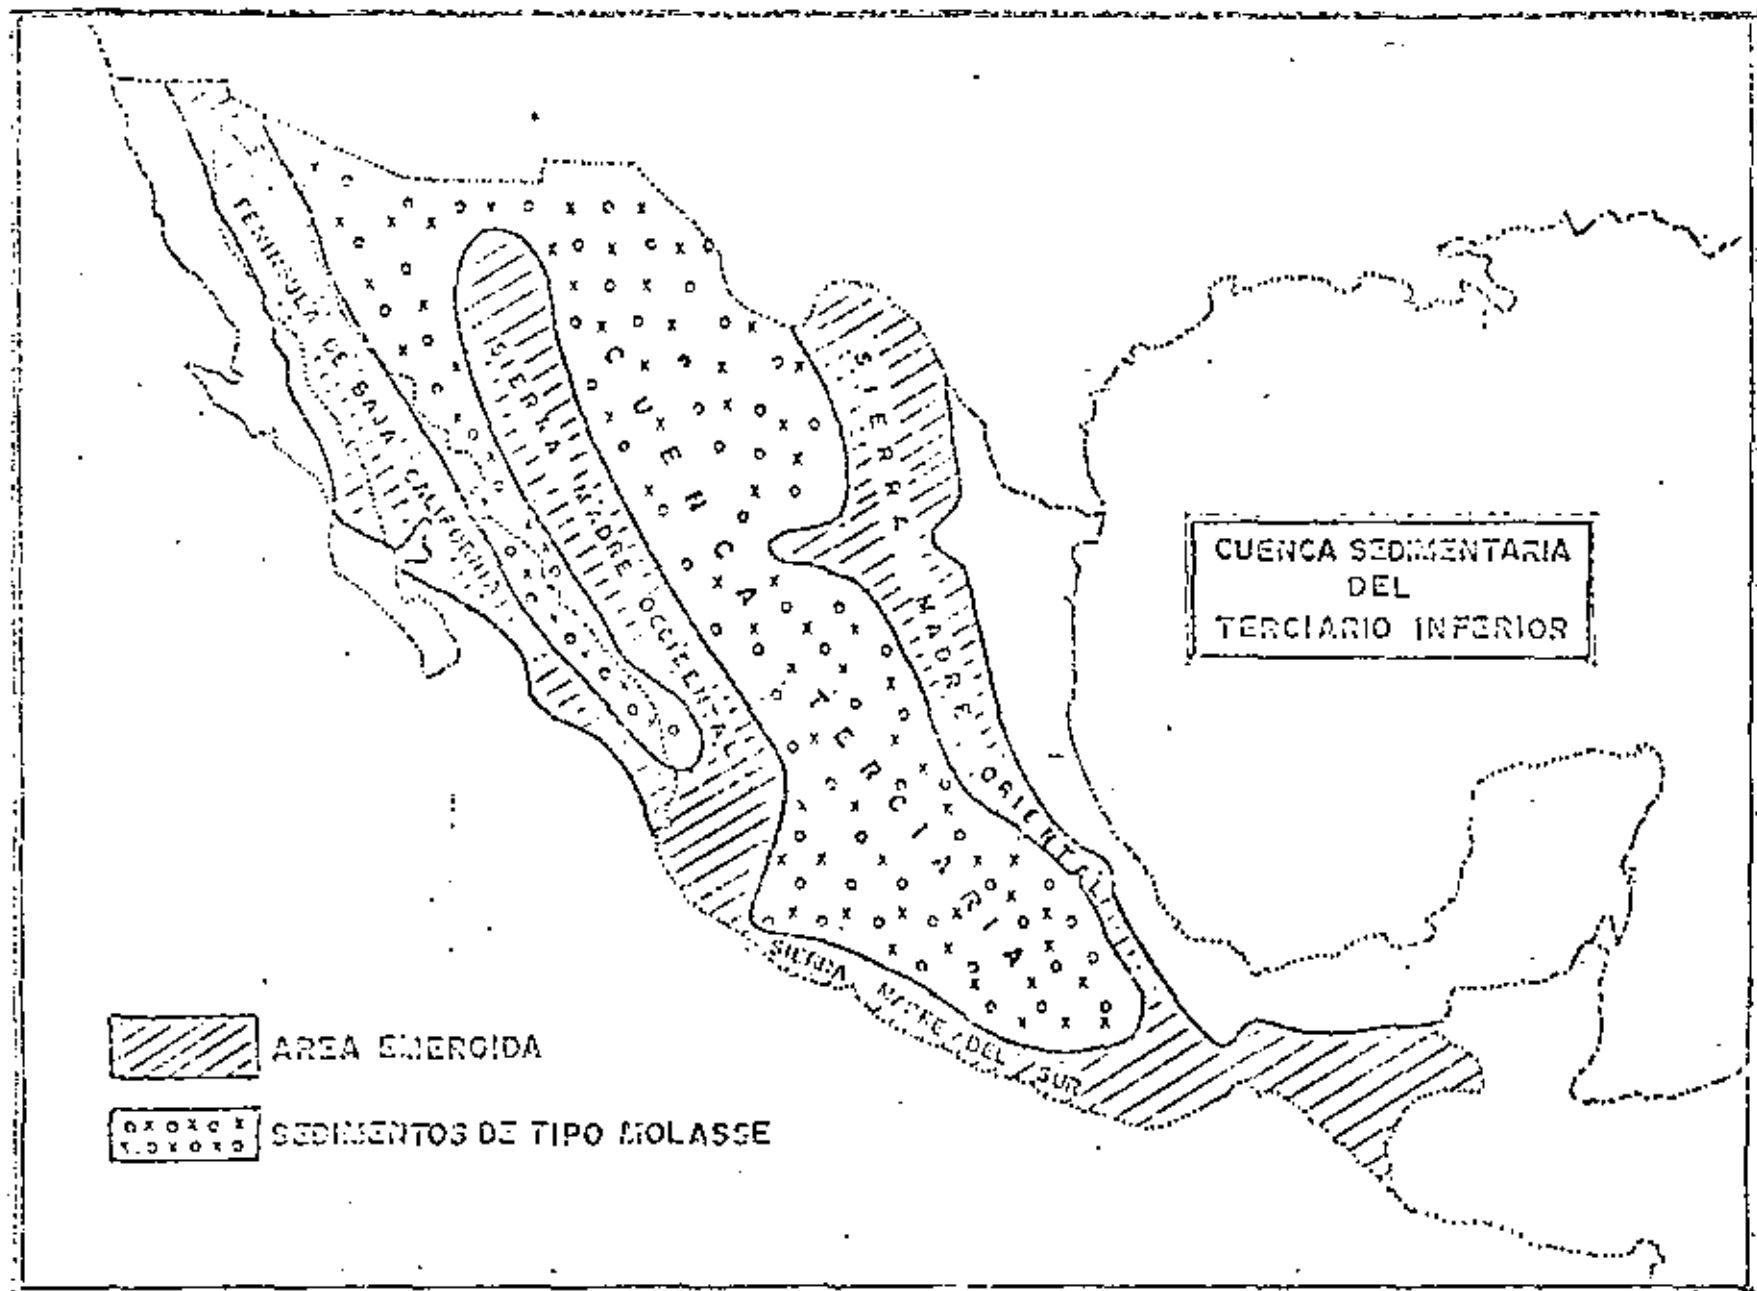 PENINSULA DE BAJA CALIFORNIA
SIERRA MADRE OCCIDENTAL
CUENCA TERCIARIA
SIERRA MADRE ORIENTAL
SIERRA MADRE DEL SUR
CUENCA SEDIMENTARIA
DEL
TERCIARIO INFERIOR
AREA EMERGIDA
SEDIMENTOS DE TIPO MOLASSE